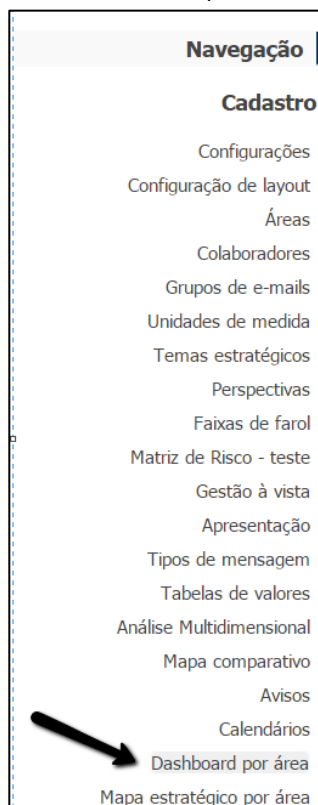 Navegação
Cadastro
Configurações
Configuração de layout
Áreas
Colaboradores
Grupos de e-mails
Unidades de medida
Temas estratégicos
Perspectivas
Faixas de farol
Matriz de Risco - teste
Gestão à vista
Apresentação
Tipos de mensagem
Tabelas de valores
Análise Multidimensional
Mapa comparativo
Avisos
Calendários
Dashboard por área
Mapa estratégico por área